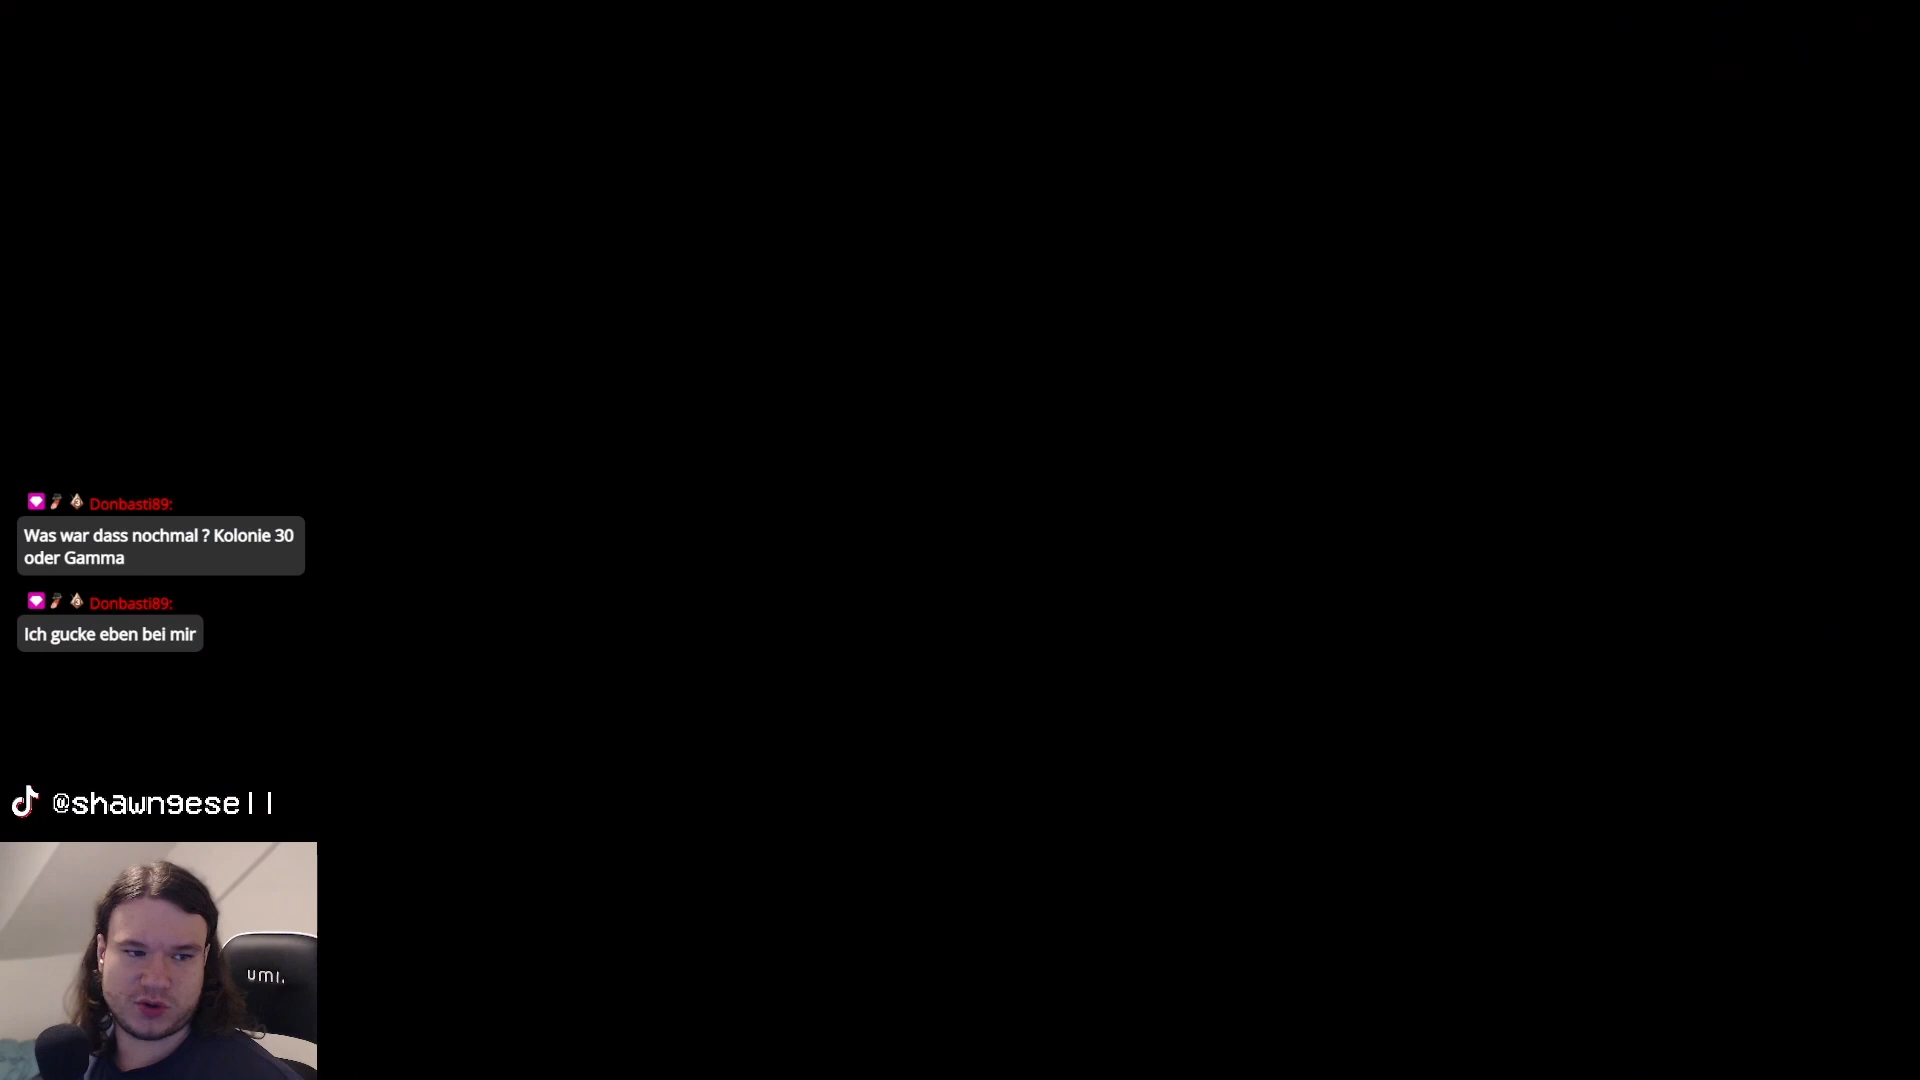 Donbasti89:
Was war dass nochmal ? Kolonie 30
oder Gamma
Donbasti89:
Ich gucke eben bei mir
@shawngesell
umi.